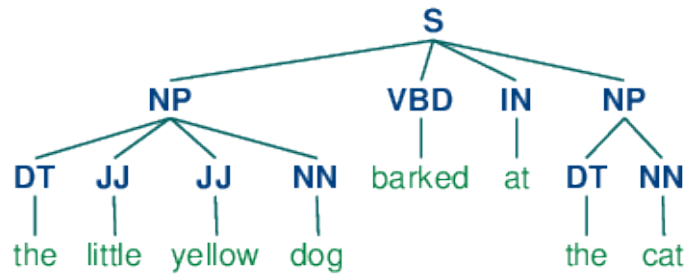 S
NP VBD IN NP
DT JJ JJ NN barked at DT NN
the little yellow dog the cat